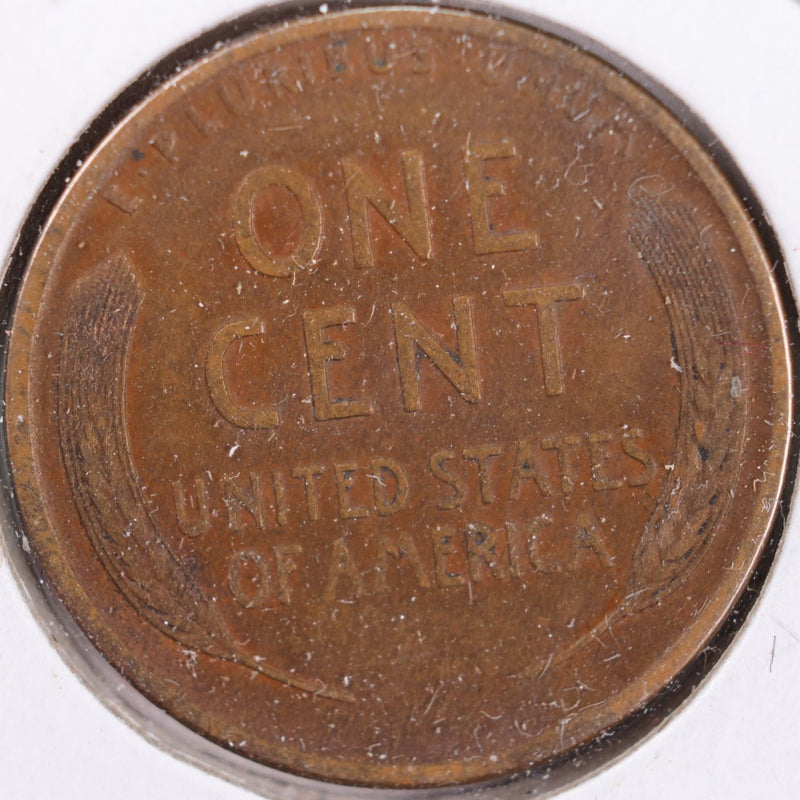 E·PLURIBUS·UNUM
ONE
CENT
UNITED STATES
OF AMERICA